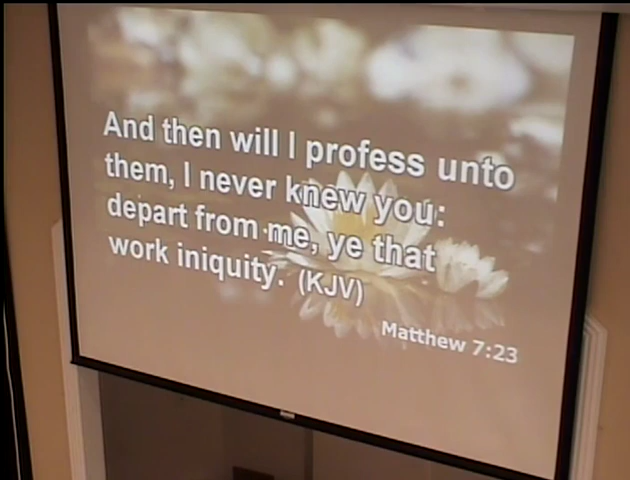 And then will I profess unto
them, I never knew you:
depart from me, ye that
work iniquity. (KJV)
Matthew 7:23